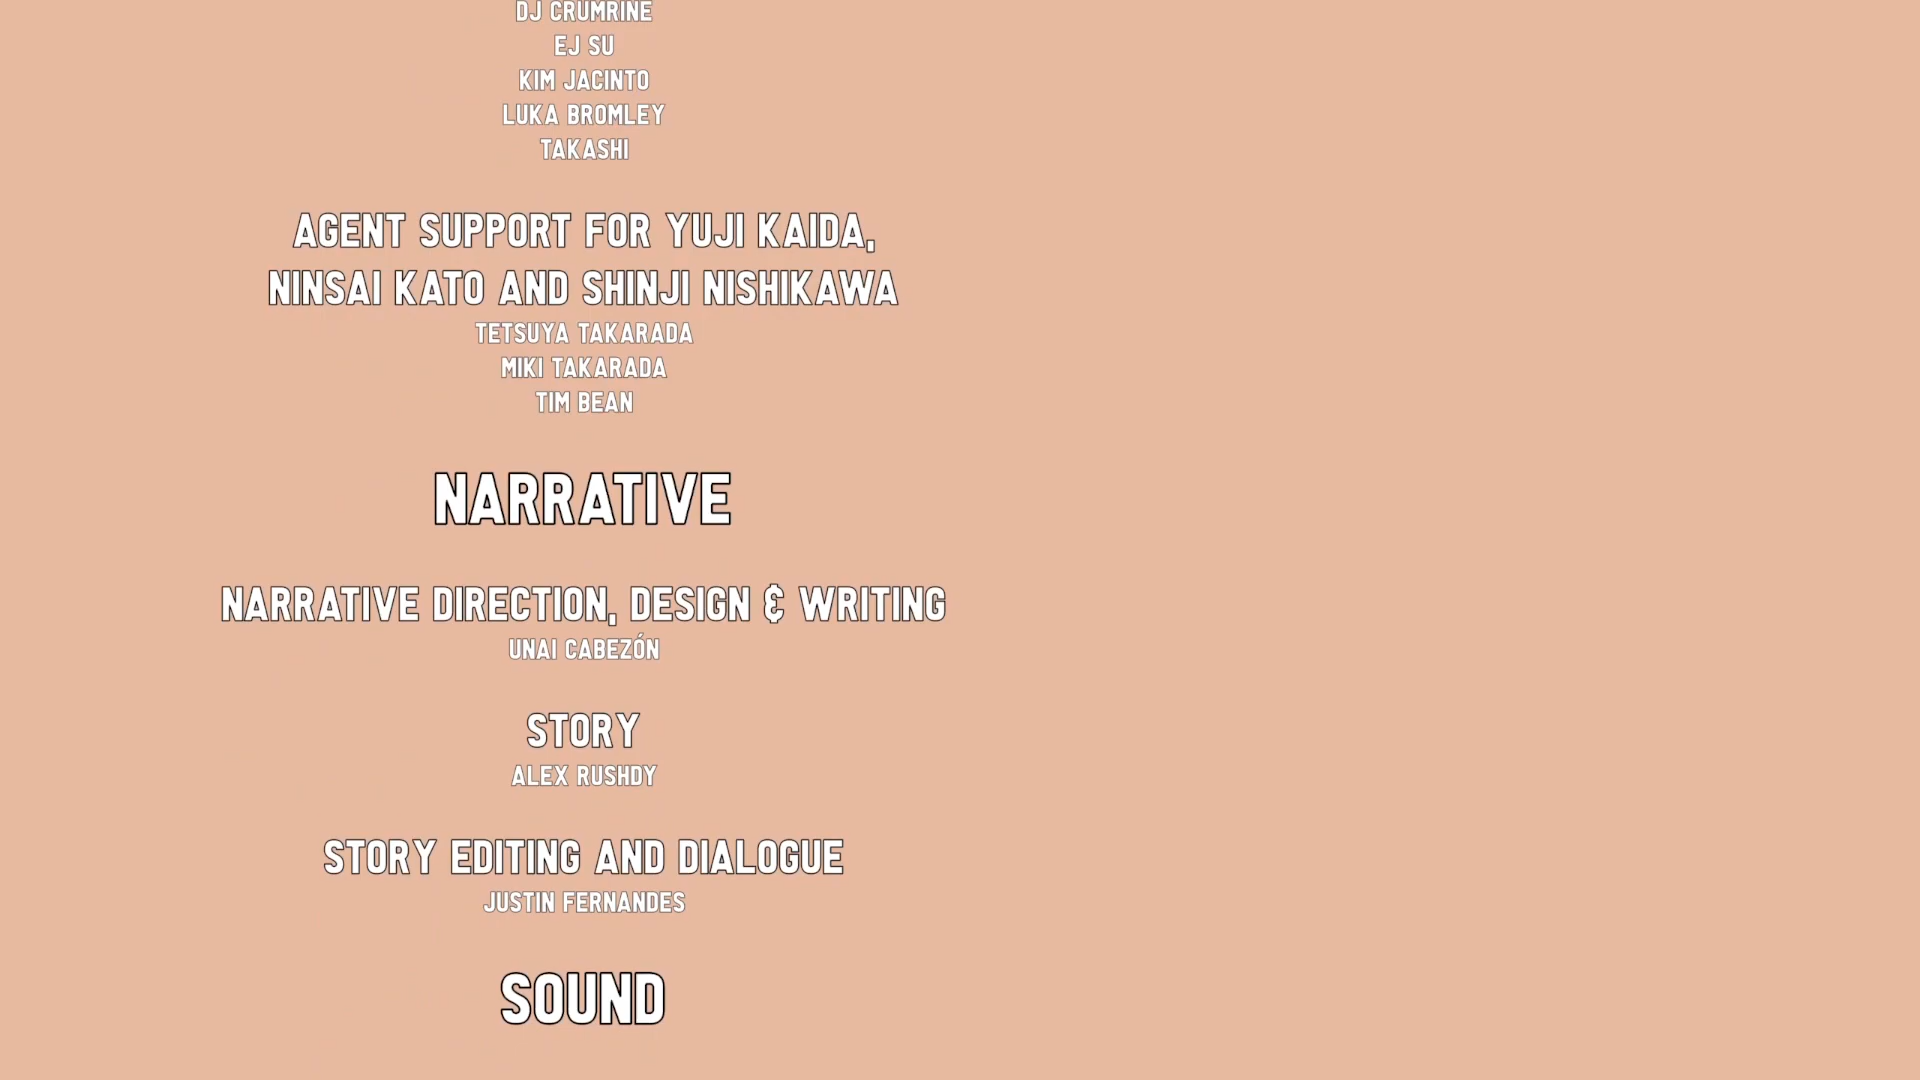 DJ CRUMRINE
EJ SU
KIM JACINTO
LUKA BROMLEY
TAKASHI
AGENT SUPPORT FOR YUJI KAIDA,
NINSAI KATO AND SHINJI NISHIKAWA
TETSUYA TAKARADA
MIKI TAKARADA
TIM BEAN
NARRATIVE
NARRATIVE DIRECTION, DESIGN & WRITING
UNAI CABEZÓN
STORY
ALEX RUSHDY
STORY EDITING AND DIALOGUE
JUSTIN FERNANDES
SOUND